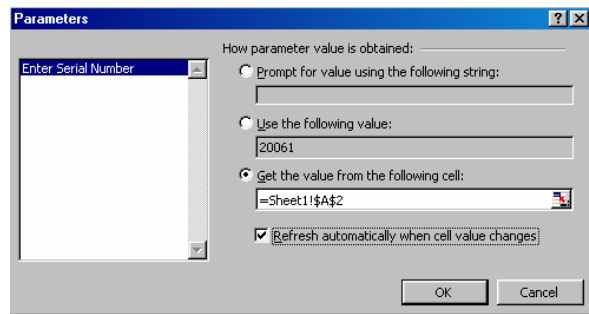 Parameters
Enter Serial Number
How parameter value is obtained:
Prompt for value using the following string:
Use the following value:
20061
Get the value from the following cell:
=Sheet1!$A$2
Refresh automatically when cell value changes
OK
Cancel